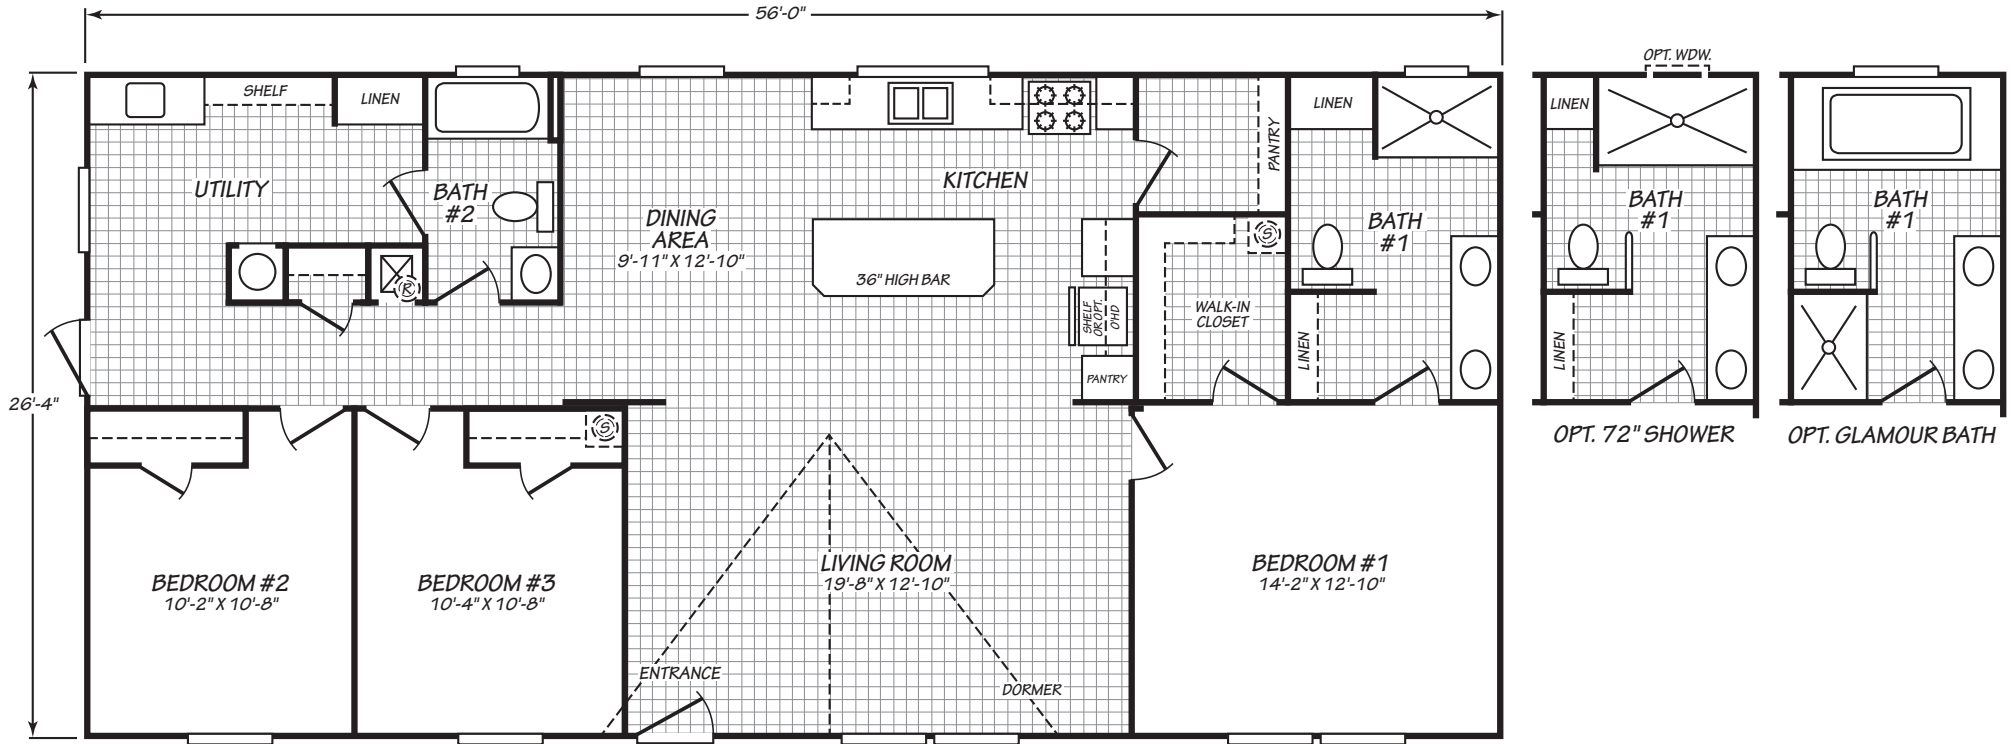 56'-0"
OPT. WDW.
SHELF
LINEN
LINEN
LINEN
PANTRY
UTILITY
BATH
#2
KITCHEN
DINING
AREA
9'-11" X 12'-10"
BATH
#1
BATH
#1
BATH
#1
S
R
36" HIGH BAR
SHELF
OR OPT.
O'HD
WALK-IN
CLOSET
LINEN
LINEN
PANTRY
26'-4"
S
OPT. 72" SHOWER
OPT. GLAMOUR BATH
BEDROOM #2
10'-2" X 10'-8"
BEDROOM #3
10'-4" X 10'-8"
LIVING ROOM
19'-8" X 12'-10"
BEDROOM #1
14'-2" X 12'-10"
ENTRANCE
DORMER